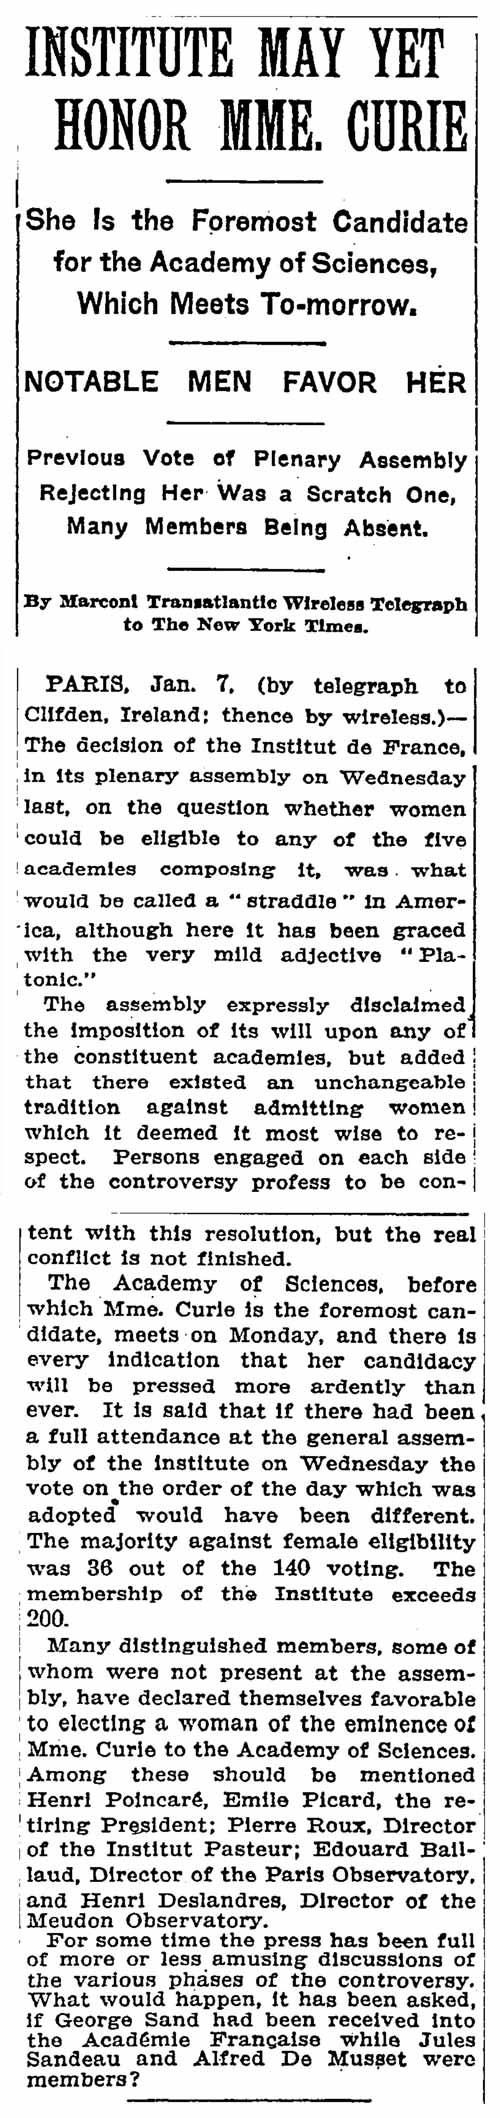 INSTITUTE MAY YET
HONOR MME. CURIE
She Is the Foremost Candidate
for the Academy of Sciences,
Which Meets To-morrow.
NOTABLE MEN FAVOR HER
Previous Vote of Plenary Assembly
Rejecting Her Was a Scratch One,
Many Members Being Absent.
By Marconi Transatlantic Wireless Telegraph
to The New York Times.
PARIS, Jan. 7, (by telegraph to
Clifden, Ireland; thence by wireless.)—
The decision of the Institut de France,
in its plenary assembly on Wednesday
last, on the question whether women
could be eligible to any of the five
academies composing it, was what
would be called a "straddle" in Amer-
ica, although here it has been graced
with the very mild adjective "Pla-
tonic."
The assembly expressly disclaimed
the imposition of its will upon any of
the constituent academies, but added
that there existed an unchangeable
tradition against admitting women
which it deemed it most wise to re-
spect. Persons engaged on each side
of the controversy profess to be con-
tent with this resolution, but the real
conflict is not finished.
The Academy of Sciences, before
which Mme. Curie is the foremost can-
didate, meets on Monday, and there is
every indication that her candidacy
will be pressed more ardently than
ever. It is said that if there had been
a full attendance at the general assem-
bly of the institute on Wednesday the
vote on the order of the day which was
adopted would have been different.
The majority against female eligibility
was 36 out of the 140 voting. The
membership of the Institute exceeds
200.
Many distinguished members, some of
whom were not present at the assem-
bly, have declared themselves favorable
to electing a woman of the eminence of
Mme. Curie to the Academy of Sciences.
Among these should be mentioned
Henri Poincaré, Emile Picard, the re-
tiring President; Pierre Roux, Director
of the Institut Pasteur; Edouard Bail-
laud, Director of the Paris Observatory,
and Henri Deslandres, Director of the
Meudon Observatory.
For some time the press has been full
of more or less amusing discussions of
the various phases of the controversy.
What would happen, it has been asked,
if George Sand had been received into
the Académie Française while Jules
Sandeau and Alfred De Musset were
members?